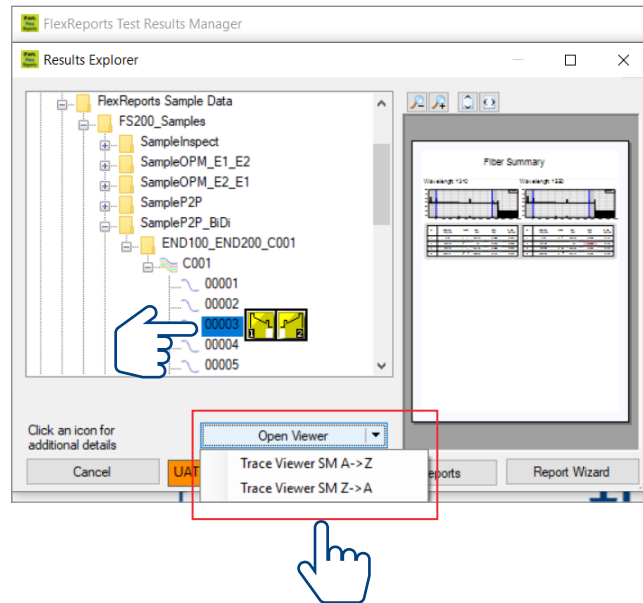 FlexReports Test Results Manager
Results Explorer
FlexReports Sample Data
FS200_Samples
SampleInspect
SampleOPM_E1_E2
SampleOPM_E2_E1
SampleP2P
SampleP2P_BiDi
END100_END200_C001
C001
00001
00002
00003
1 2
00004
00005
Fiber Summary
Click an icon for
additional details
Open Viewer
Trace Viewer SM A->Z
Trace Viewer SM Z->A
Cancel
UAT
eports
Report Wizard